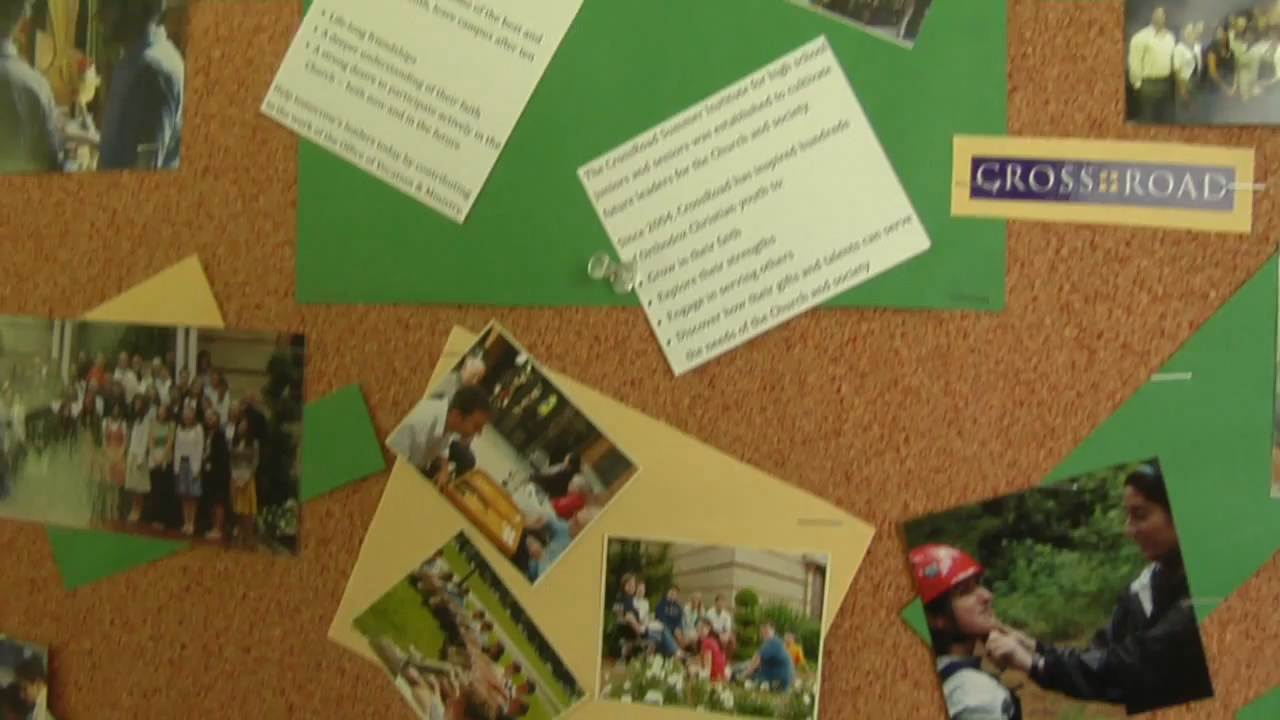 some of the best and
faith, leave campus after ten
• Life-long friendships
• A deeper understanding of their faith
• A strong desire to participate actively in the
Church – both now and in the future
Help tomorrow's leaders today by contributing
to the work of the Office of Vocation & Ministry
The CrossRoad Summer Institute for high school
juniors and seniors was established to cultivate
future leaders for the Church and society
Since 2004, CrossRoad has inspired hundreds
Orthodox Christian youth to:
• Grow in their faith
• Explore their strengths
• Engage in serving others
• Discover how their gifts and talents can serve
the needs of the Church and society
CROSSROAD